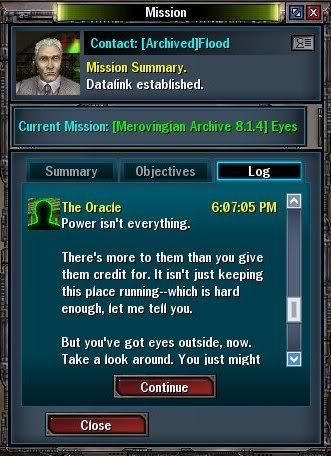 Mission
Contact: [Archived]Flood
Mission Summary.
Datalink established.
Current Mission: [Merovingian Archive 8.1.4] Eyes
Summary
Objectives
Log
The Oracle 6:07:05 PM
Power isn't everything.
There's more to them than you give
them credit for. It isn't just keeping
this place running--which is hard
enough, let me tell you.
But you've got eyes outside, now.
Take a look around. You just might
Continue
Close